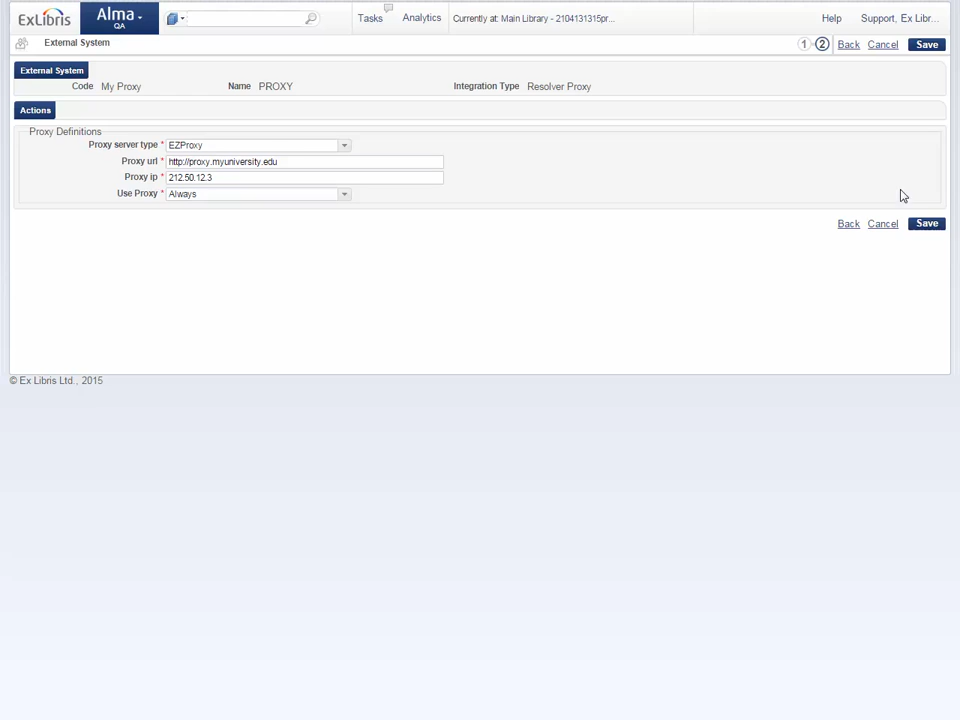 ExLibris Alma QA Tasks Analytics Currently at: Main Library - 2104131315pr... Help Support, Ex Libr...
External System 1 2 Back Cancel Save
External System
Code My Proxy Name PROXY Integration Type Resolver Proxy
Actions
Proxy Definitions
Proxy server type * EZProxy
Proxy url * http://proxy.myuniversity.edu
Proxy ip * 212.50.12.3
Use Proxy * Always
Back Cancel Save
© Ex Libris Ltd., 2015